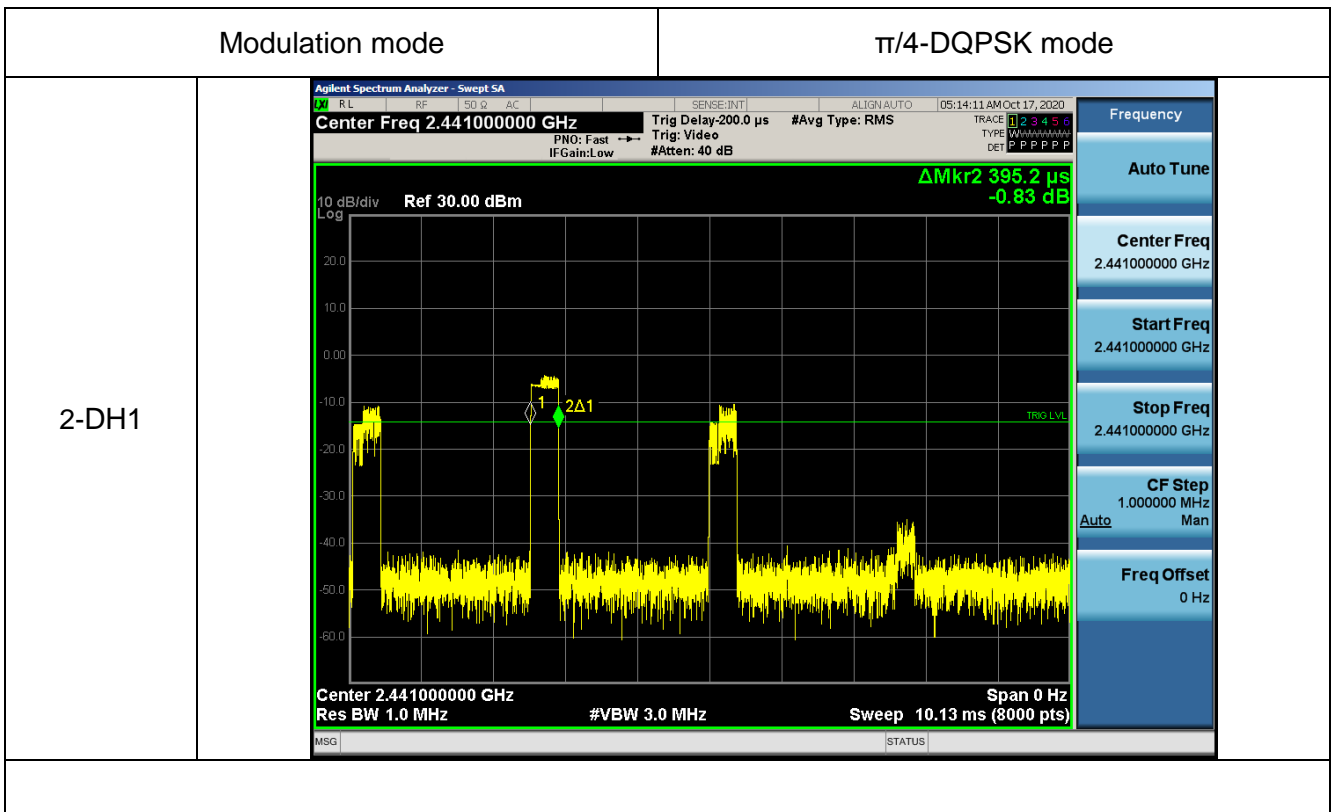 Modulation mode
π/4-DQPSK mode
2-DH1
Agilent Spectrum Analyzer - Swept SA
LXI RL RF 50 Ω AC SENSE:INT ALIGN AUTO 05:14:11 AM Oct 17, 2020
Center Freq 2.441000000 GHz
PNO: Fast
IFGain:Low
Trig Delay-200.0 µs
Trig: Video
#Atten: 40 dB
#Avg Type: RMS
TRACE 1 2 3 4 5 6
TYPE WWWWWW
DET P P P P P P
ΔMkr2 395.2 µs
-0.83 dB
10 dB/div Ref 30.00 dBm
Log
20.0
10.0
0.00
-10.0
-20.0
-30.0
-40.0
-50.0
-60.0
1
2Δ1
TRIG LVL
Center 2.441000000 GHz Span 0 Hz
Res BW 1.0 MHz #VBW 3.0 MHz Sweep 10.13 ms (8000 pts)
MSG STATUS
Frequency
Auto Tune
Center Freq
2.441000000 GHz
Start Freq
2.441000000 GHz
Stop Freq
2.441000000 GHz
CF Step
1.000000 MHz
Auto Man
Freq Offset
0 Hz